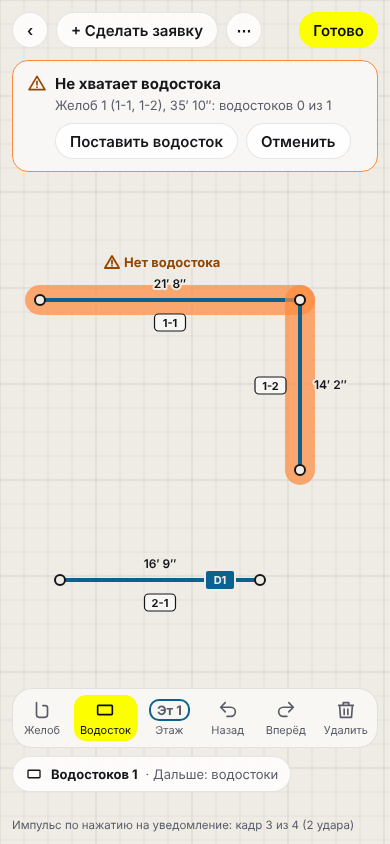 ‹ + Сделать заявку ··· Готово
Не хватает водостока
Желоб 1 (1-1, 1-2), 35′ 10″: водостоков 0 из 1
Поставить водосток Отменить
Нет водостока
21′ 8″
1-1
1-2 14′ 2″
16′ 9″
D1
2-1
Эт 1
Желоб Водосток Этаж Назад Вперёд Удалить
Водостоков 1 · Дальше: водостоки
Импульс по нажатию на уведомление: кадр 3 из 4 (2 удара)